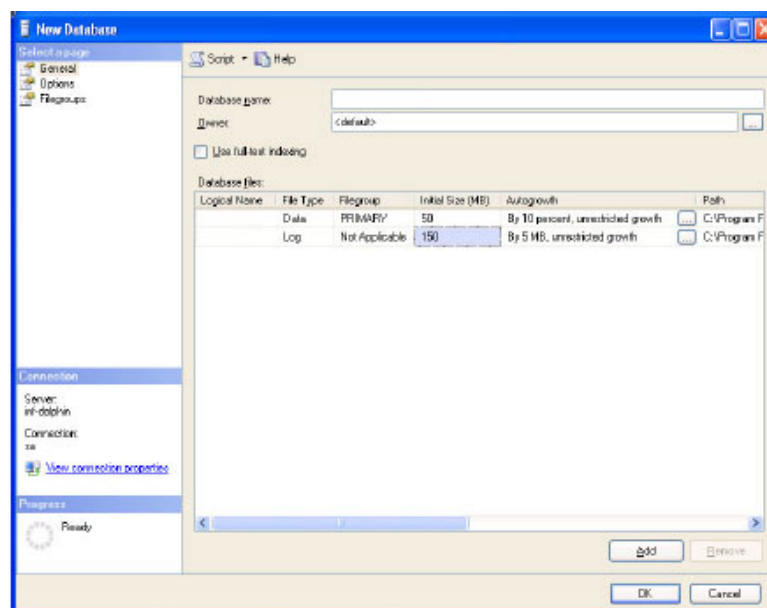 New Database
Select a page
General
Options
Filegroups
Script Help
Database name:
Owner: <default> ...
Use full-text indexing
Database files:
Logical Name File Type Filegroup Initial Size (MB) Autogrowth Path
Data PRIMARY 50 By 10 percent, unrestricted growth ... C:\Program F
Log Not Applicable 150 By 5 MB, unrestricted growth ... C:\Program F
Connection
Server:
inf-dolphin
Connection:
sa
View connection properties
Progress
Ready
Add Remove
OK Cancel